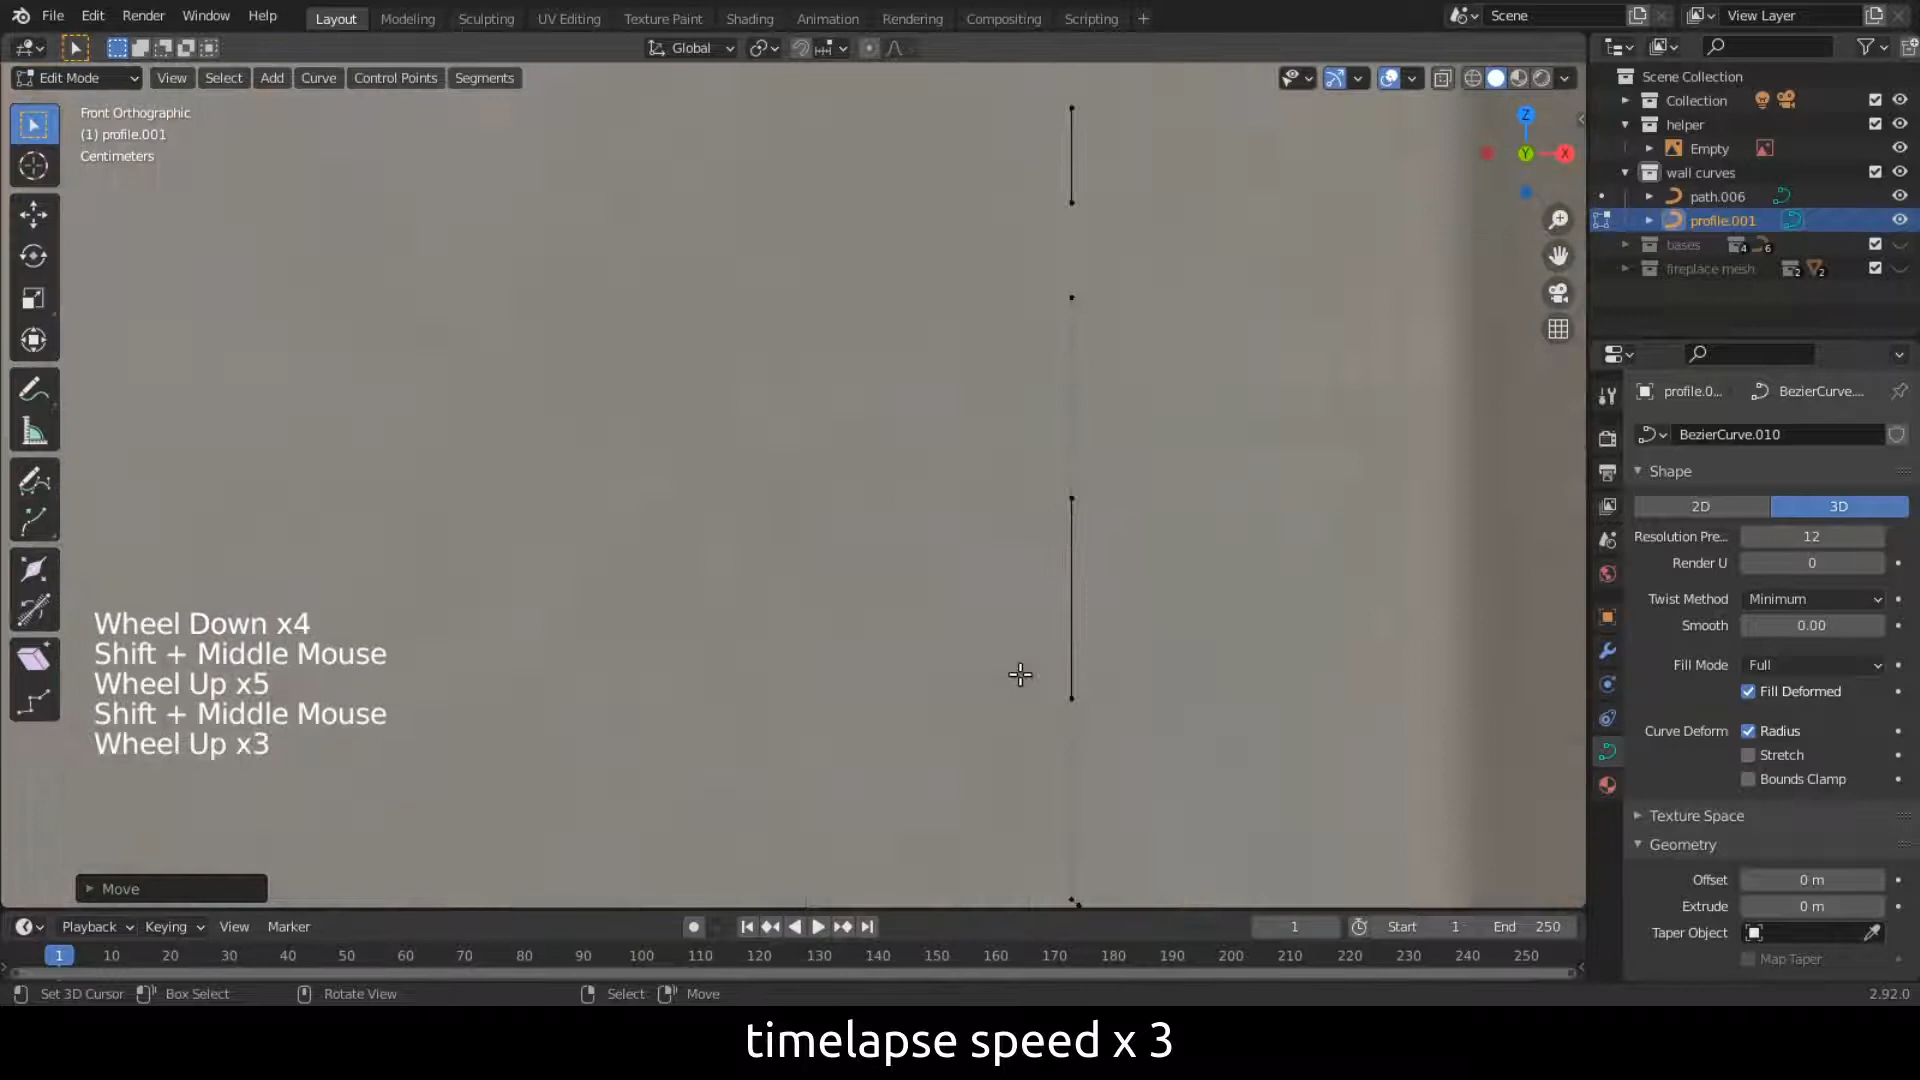 File Edit Render Window Help Layout Modeling Sculpting UV Editing Texture Paint Shading Animation Rendering Compositing Scripting + Scene View Layer
Global
Edit Mode View Select Add Curve Control Points Segments
Front Orthographic
(1) profile.001
Centimeters
Z
Y
X
Scene Collection
Collection
helper
Empty
wall curves
path.006
profile.001
bases 4 6
fireplace mesh 2 2
profile.0... BezierCurve....
BezierCurve.010
Shape
2D 3D
Resolution Pre... 12
Render U 0
Twist Method Minimum
Smooth 0.00
Fill Mode Full
Fill Deformed
Curve Deform Radius
Stretch
Bounds Clamp
Texture Space
Geometry
Offset 0 m
Extrude 0 m
Taper Object
Map Taper
Wheel Down x4
Shift + Middle Mouse
Wheel Up x5
Shift + Middle Mouse
Wheel Up x3
Move
Playback Keying View Marker 1 Start 1 End 250
1 10 20 30 40 50 60 70 80 90 100 110 120 130 140 150 160 170 180 190 200 210 220 230 240 250
Set 3D Cursor Box Select Rotate View Select Move 2.92.0
timelapse speed x 3